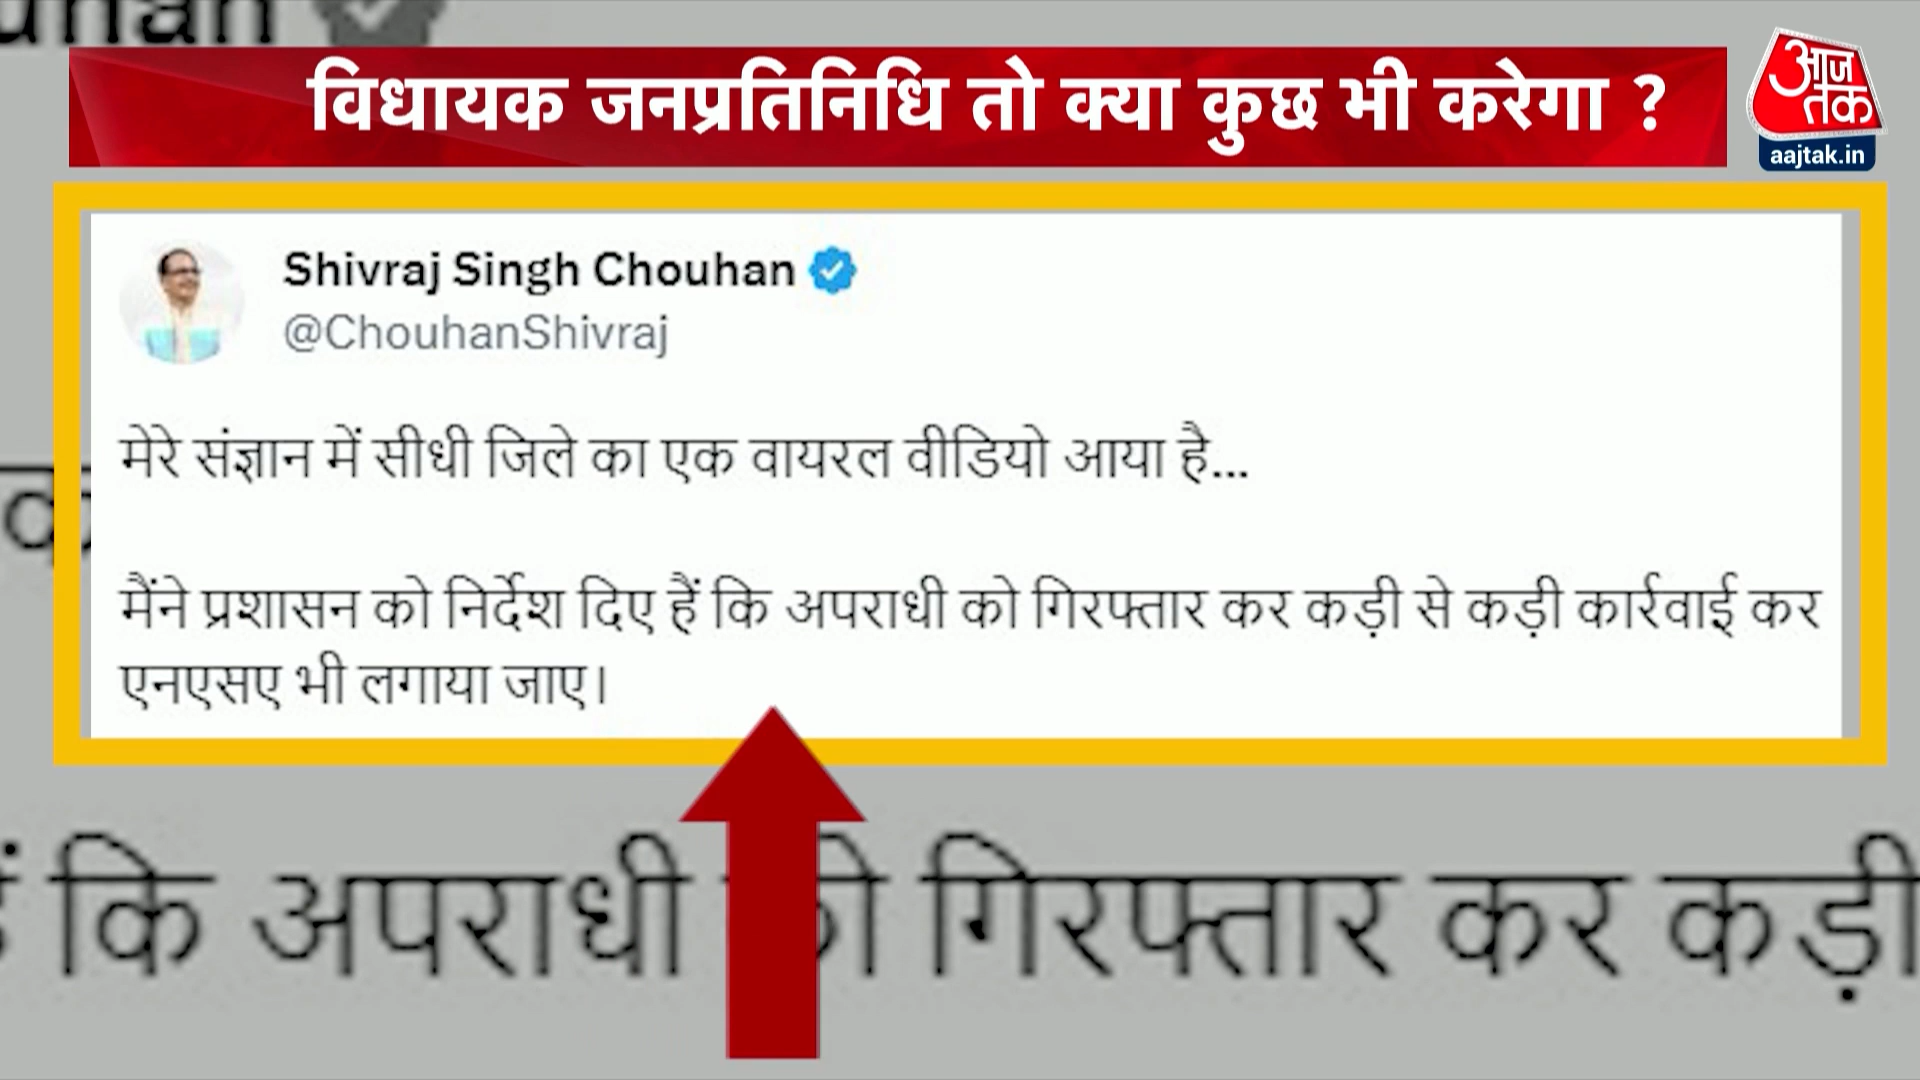 uhan
विधायक जनप्रतिनिधि तो क्या कुछ भी करेगा ?
आज तक
aajtak.in
Shivraj Singh Chouhan
@ChouhanShivraj
मेरे संज्ञान में सीधी जिले का एक वायरल वीडियो आया है...
मैंने प्रशासन को निर्देश दिए हैं कि अपराधी को गिरफ्तार कर कड़ी से कड़ी कार्रवाई कर
एनएसए भी लगाया जाए।
कि अपराधी को गिरफ्तार कर कड़ी